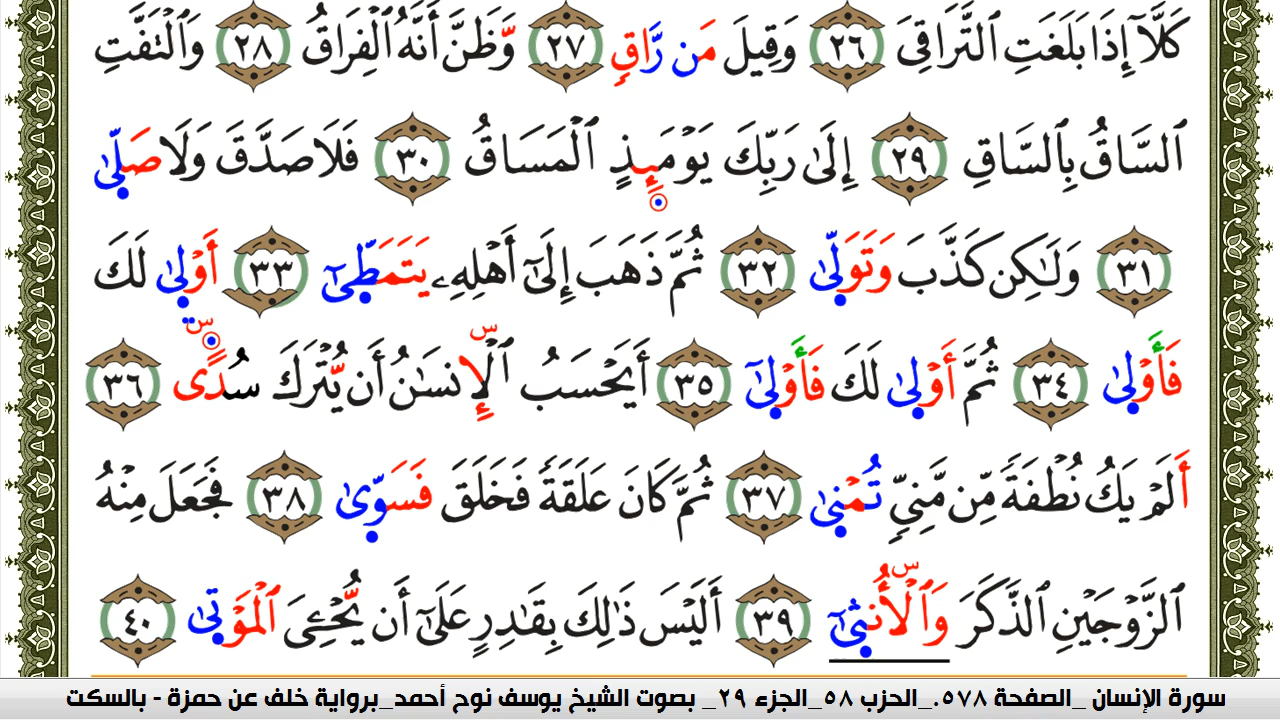 كَلَّآ إِذَا بَلَغَتِ ٱلتَّرَاقِىَ ٢٦ وَقِيلَ مَن رَّاقٍ ٢٧ وَظَنَّ أَنَّهُ ٱلْفِرَاقُ ٢٨ وَٱلْتَفَّتِ
ٱلسَّاقُ بِٱلسَّاقِ ٢٩ إِلَىٰ رَبِّكَ يَوْمَئِذٍ ٱلْمَسَاقُ ٣٠ فَلَا صَدَّقَ وَلَا صَلَّىٰ
٣١ وَلَٰكِن كَذَّبَ وَتَوَلَّىٰ ٣٢ ثُمَّ ذَهَبَ إِلَىٰٓ أَهْلِهِۦ يَتَمَطَّىٰٓ ٣٣ أَوْلَىٰ لَكَ
فَأَوْلَىٰ ٣٤ ثُمَّ أَوْلَىٰ لَكَ فَأَوْلَىٰٓ ٣٥ أَيَحْسَبُ ٱلْإِنسَٰنُ أَن يُتْرَكَ سُدًى ٣٦
أَلَمْ يَكُ نُطْفَةً مِّن مَّنِىٍّ تُمْنَىٰ ٣٧ ثُمَّ كَانَ عَلَقَةً فَخَلَقَ فَسَوَّىٰ ٣٨ فَجَعَلَ مِنْهُ
ٱلزَّوْجَيْنِ ٱلذَّكَرَ وَٱلْأُنثَىٰٓ ٣٩ أَلَيْسَ ذَٰلِكَ بِقَٰدِرٍ عَلَىٰٓ أَن يُحْـِۧىَ ٱلْمَوْتَىٰ ٤٠
سورة الإنسان _الصفحة ٥٧٨._الحزب ٥٨_الجزء ٢٩_ بصوت الشيخ يوسف نوح أحمد_برواية خلف عن حمزة - بالسكت